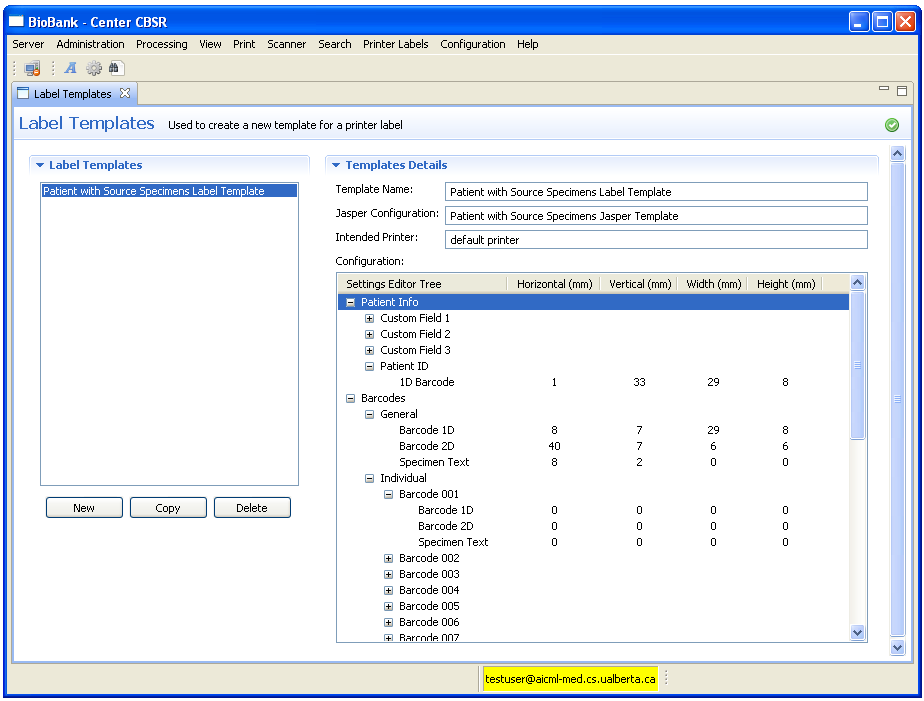 BioBank - Center CBSR
Server Administration Processing View Print Scanner Search Printer Labels Configuration Help
Label Templates
Label Templates Used to create a new template for a printer label
Label Templates
Patient with Source Specimens Label Template
New Copy Delete
Templates Details
Template Name: Patient with Source Specimens Label Template
Jasper Configuration: Patient with Source Specimens Jasper Template
Intended Printer: default printer
Configuration:
Settings Editor Tree Horizontal (mm) Vertical (mm) Width (mm) Height (mm)
Patient Info
Custom Field 1
Custom Field 2
Custom Field 3
Patient ID
1D Barcode 1 33 29 8
Barcodes
General
Barcode 1D 8 7 29 8
Barcode 2D 40 7 6 6
Specimen Text 8 2 0 0
Individual
Barcode 001
Barcode 1D 0 0 0 0
Barcode 2D 0 0 0 0
Specimen Text 0 0 0 0
Barcode 002
Barcode 003
Barcode 004
Barcode 005
Barcode 006
Barcode 007
testuser@aicml-med.cs.ualberta.ca